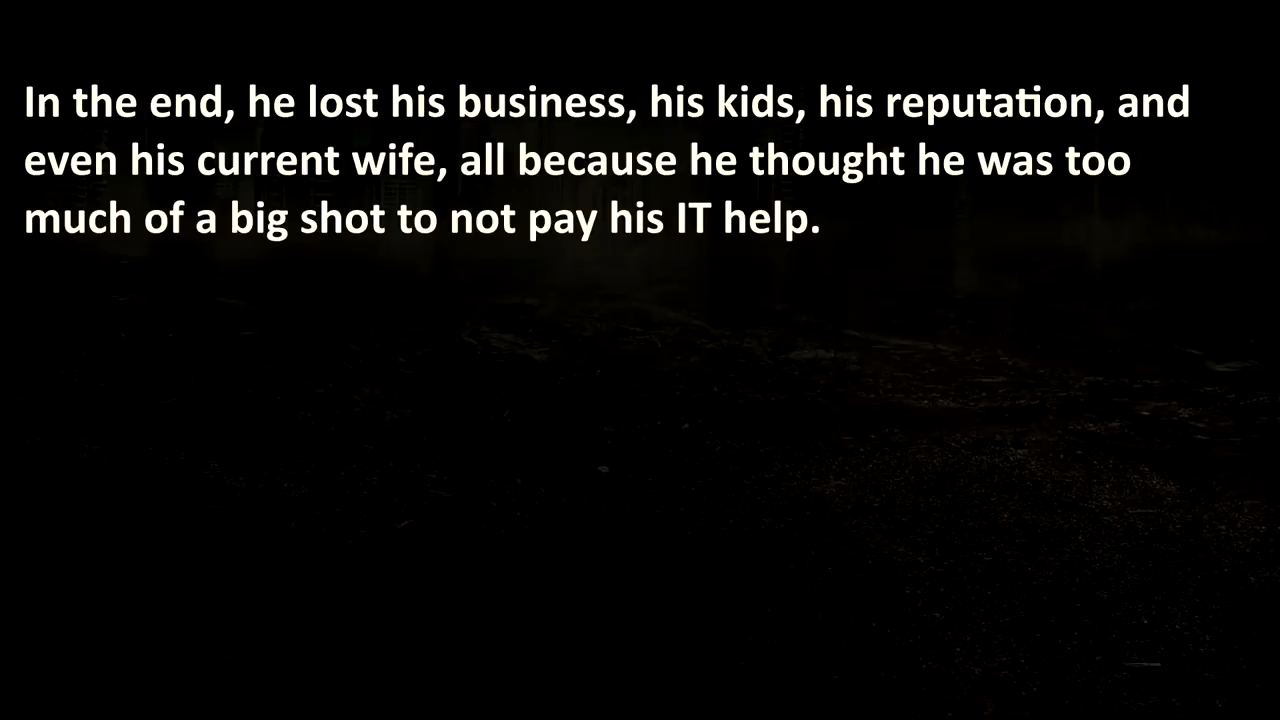 In the end, he lost his business, his kids, his reputation, and
even his current wife, all because he thought he was too
much of a big shot to not pay his IT help.